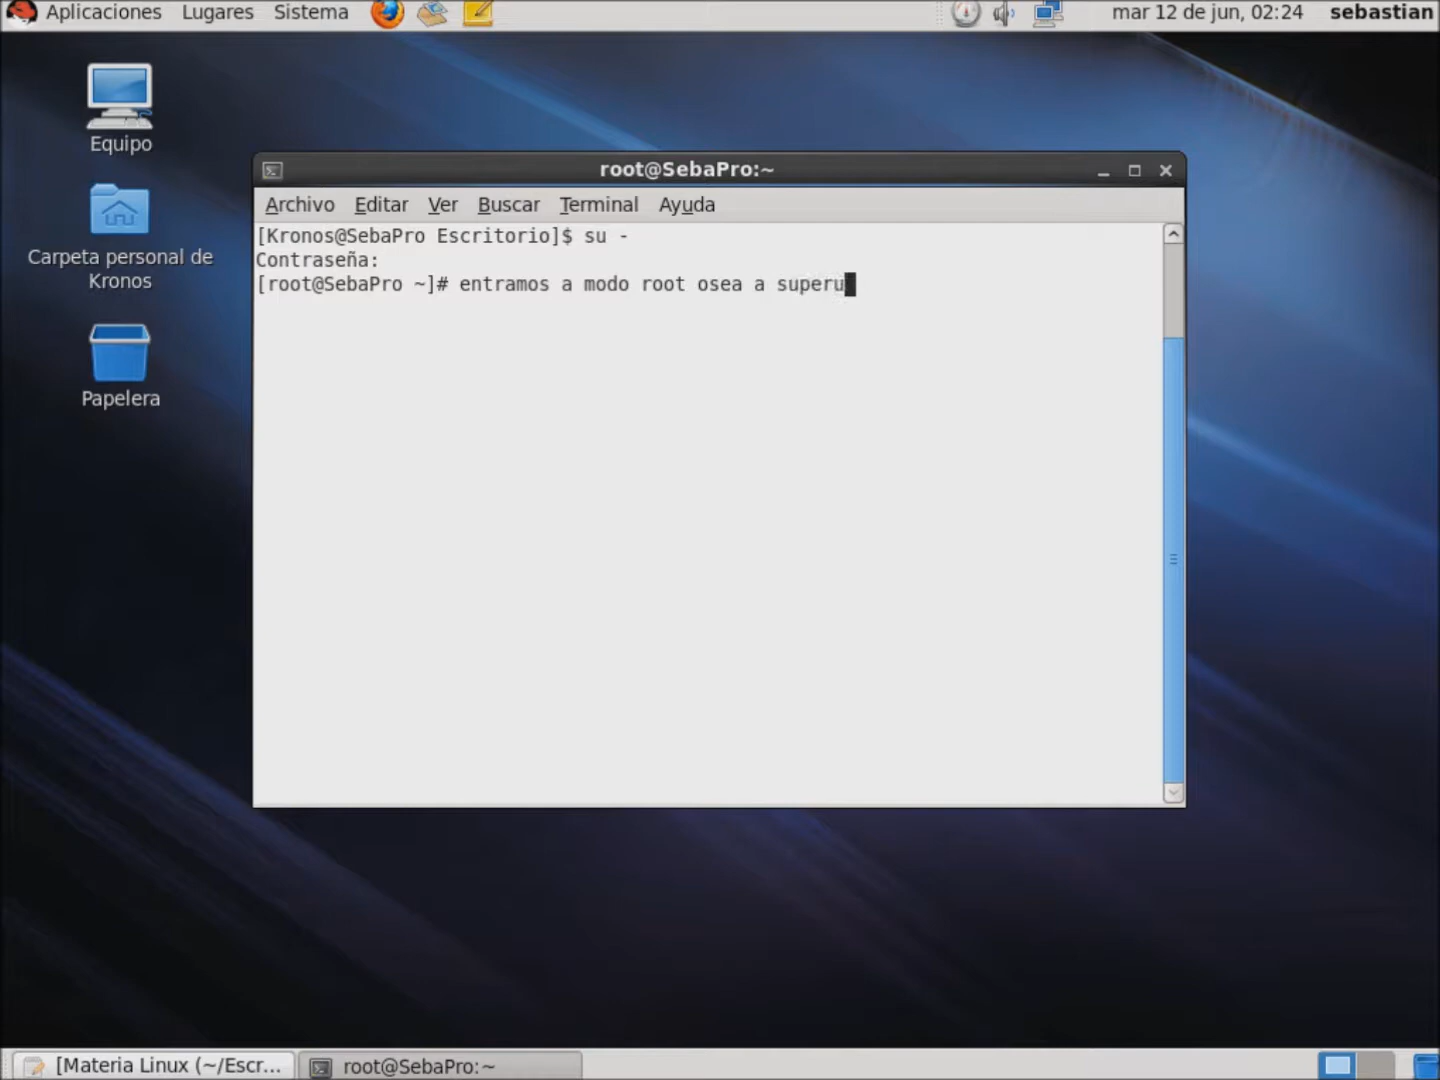 Aplicaciones Lugares Sistema mar 12 de jun, 02:24 sebastian
Equipo
Carpeta personal de
Kronos
Papelera
root@SebaPro:~
Archivo Editar Ver Buscar Terminal Ayuda
[Kronos@SebaPro Escritorio]$ su -
Contraseña:
[root@SebaPro ~]# entramos a modo root osea a superu
[Materia Linux (~/Escr... root@SebaPro:~